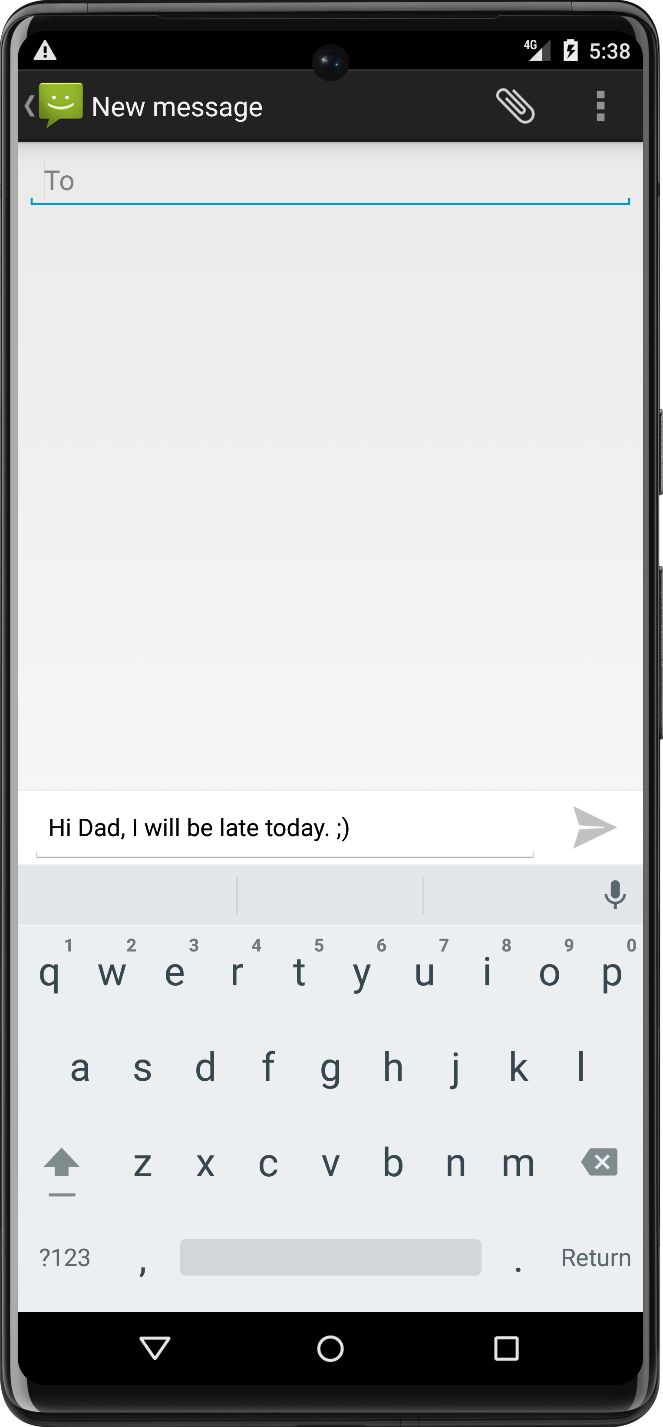 4G 5:38
New message
To
Hi Dad, I will be late today. ;)
1 2 3 4 5 6 7 8 9 0
q w e r t y u i o p
a s d f g h j k l
z x c v b n m
?123 , . Return